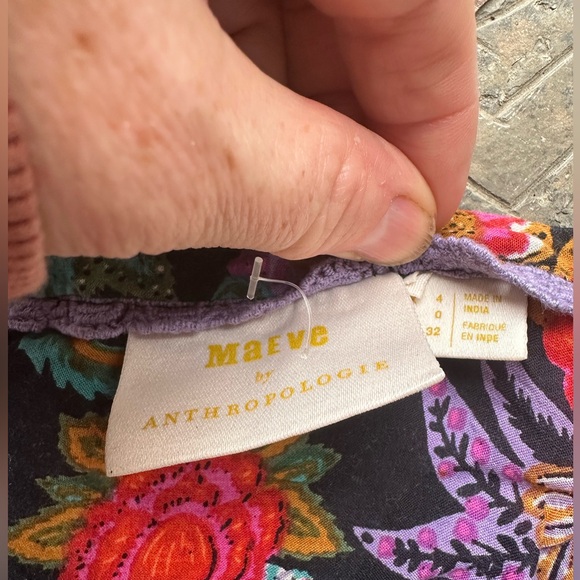 MaEve
by
ANTHROPOLOGIE
4
0
32
MADE IN
INDIA
FABRIQUÉ
EN INDE